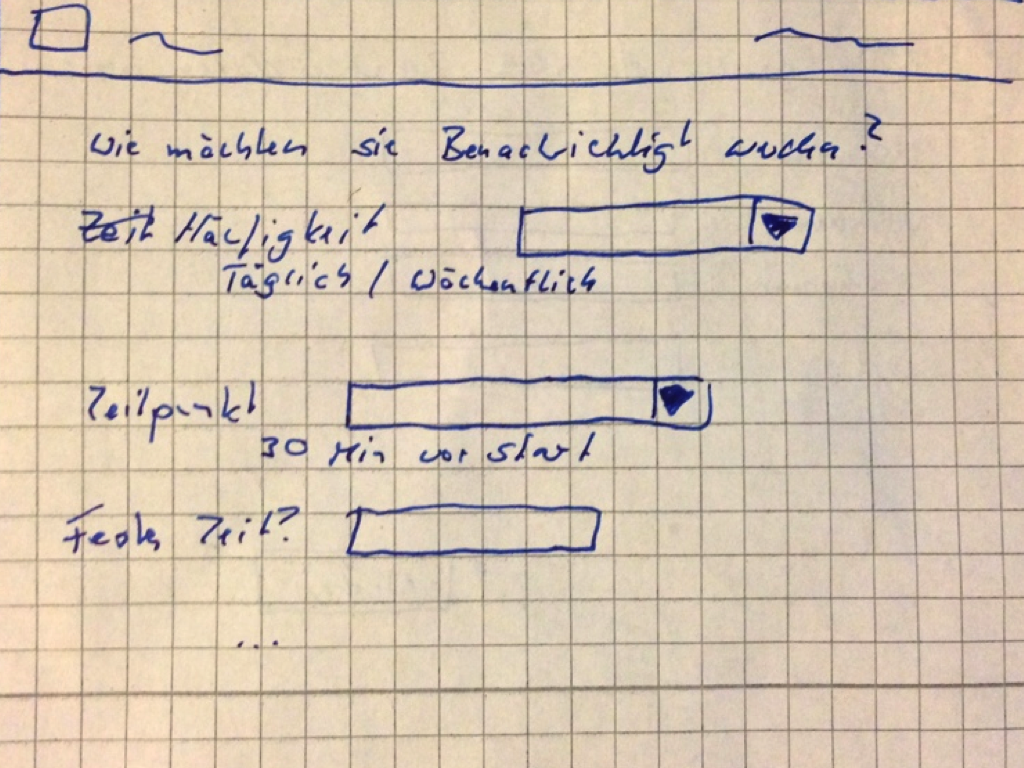 Wie möchten sie Benachrichtigt werden?
Zeit Häufigkeit
Täglich / Wöchentlich
Zeitpunkt
30 Min vor Start
Feste Zeit?
...